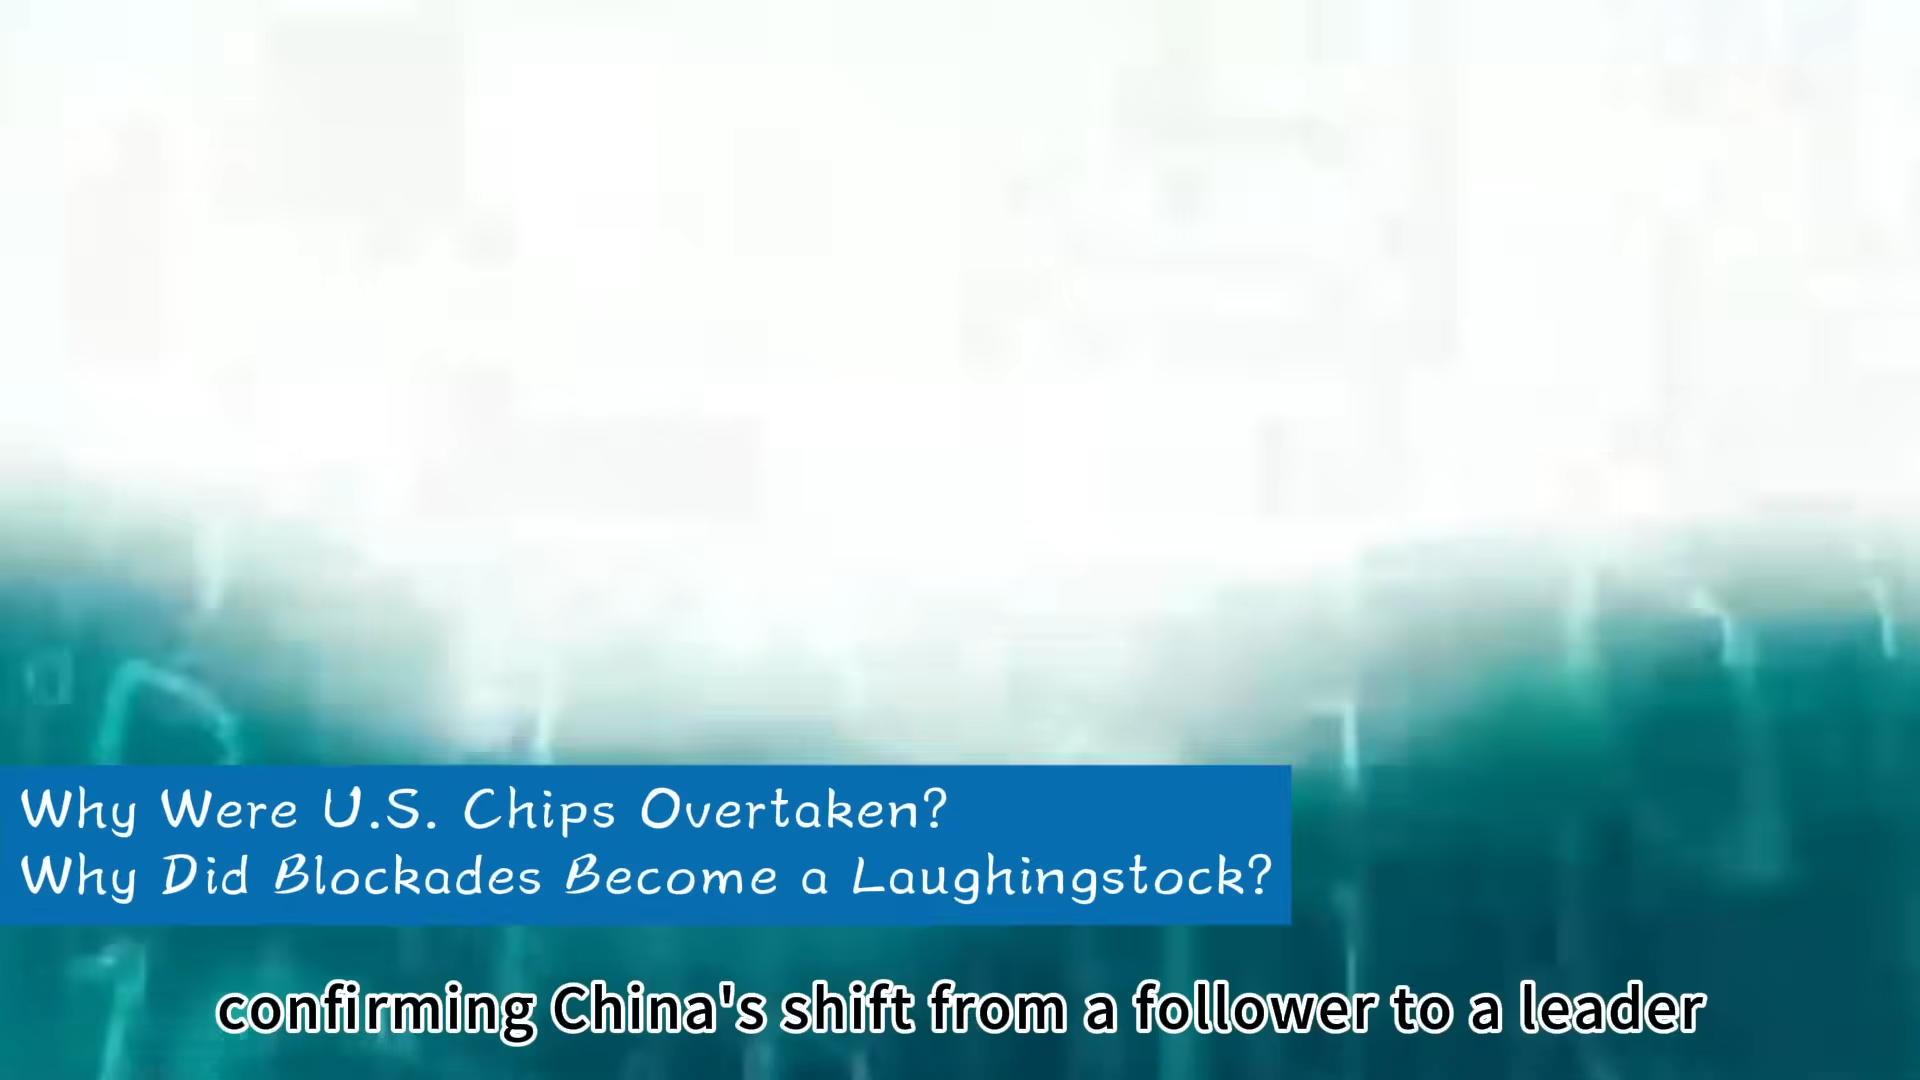 Why Were U.S. Chips Overtaken?
Why Did Blockades Become a Laughingstock?
confirming China's shift from a follower to a leader